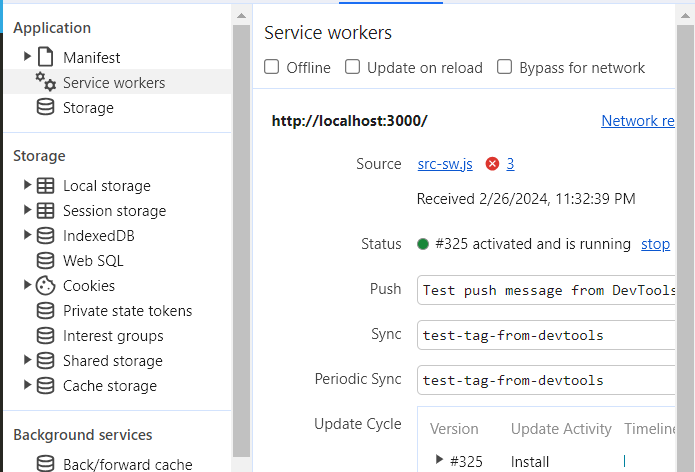 Application
Manifest
Service workers
Storage
Storage
Local storage
Session storage
IndexedDB
Web SQL
Cookies
Private state tokens
Interest groups
Shared storage
Cache storage
Background services
Back/forward cache
Service workers
Offline Update on reload Bypass for network
http://localhost:3000/ Network re
Source src-sw.js 3
Received 2/26/2024, 11:32:39 PM
Status #325 activated and is running stop
Push Test push message from DevTools
Sync test-tag-from-devtools
Periodic Sync test-tag-from-devtools
Update Cycle Version Update Activity Timeline
#325 Install